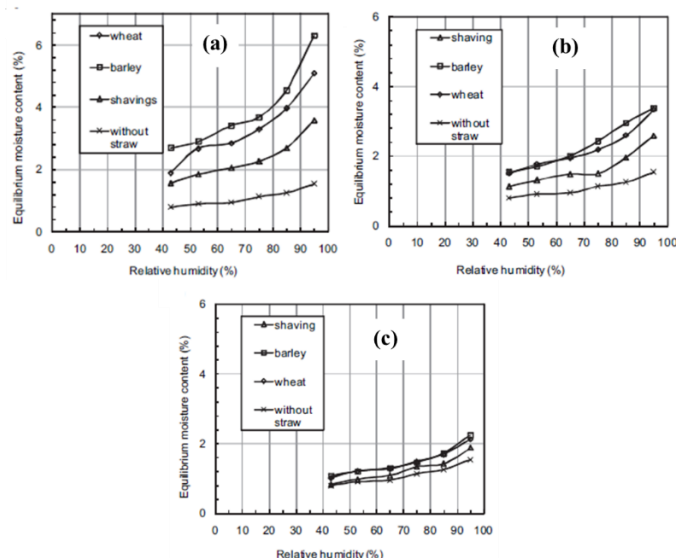 (a)
wheat
barley
shavings
without
straw
Equilibrium moisture content (%)
6
4
2
0
0 10 20 30 40 50 60 70 80 90 100
Relative humidity (%)
(b)
shaving
barley
wheat
without
straw
Equilibrium moisture content (%)
6
4
2
0
0 10 20 30 40 50 60 70 80 90 100
Relative humidity (%)
(c)
shaving
barley
wheat
without
straw
Equilibrium moisture content (%)
6
4
2
0
0 10 20 30 40 50 60 70 80 90 100
Relative humidity (%)